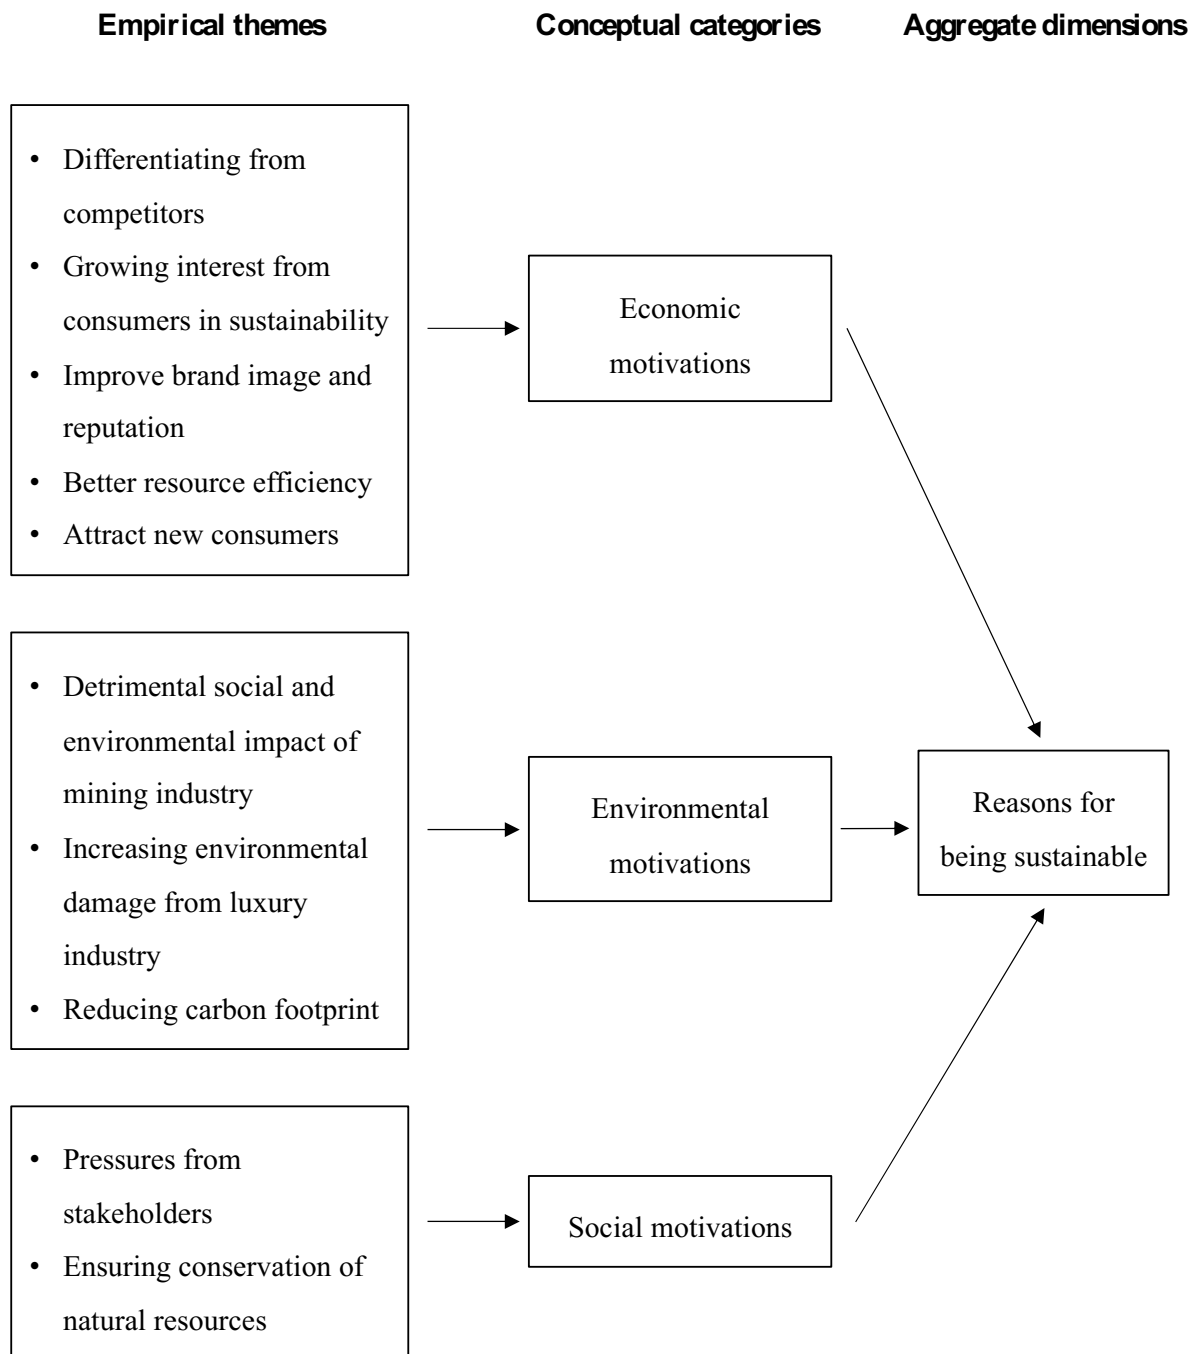 Empirical themes
Conceptual categories
Aggregate dimensions
• Differentiating from
competitors
• Growing interest from
consumers in sustainability
• Improve brand image and
reputation
• Better resource efficiency
• Attract new consumers
Economic
motivations
• Detrimental social and
environmental impact of
mining industry
• Increasing environmental
damage from luxury
industry
• Reducing carbon footprint
Environmental
motivations
Reasons for
being sustainable
• Pressures from
stakeholders
• Ensuring conservation of
natural resources
Social motivations